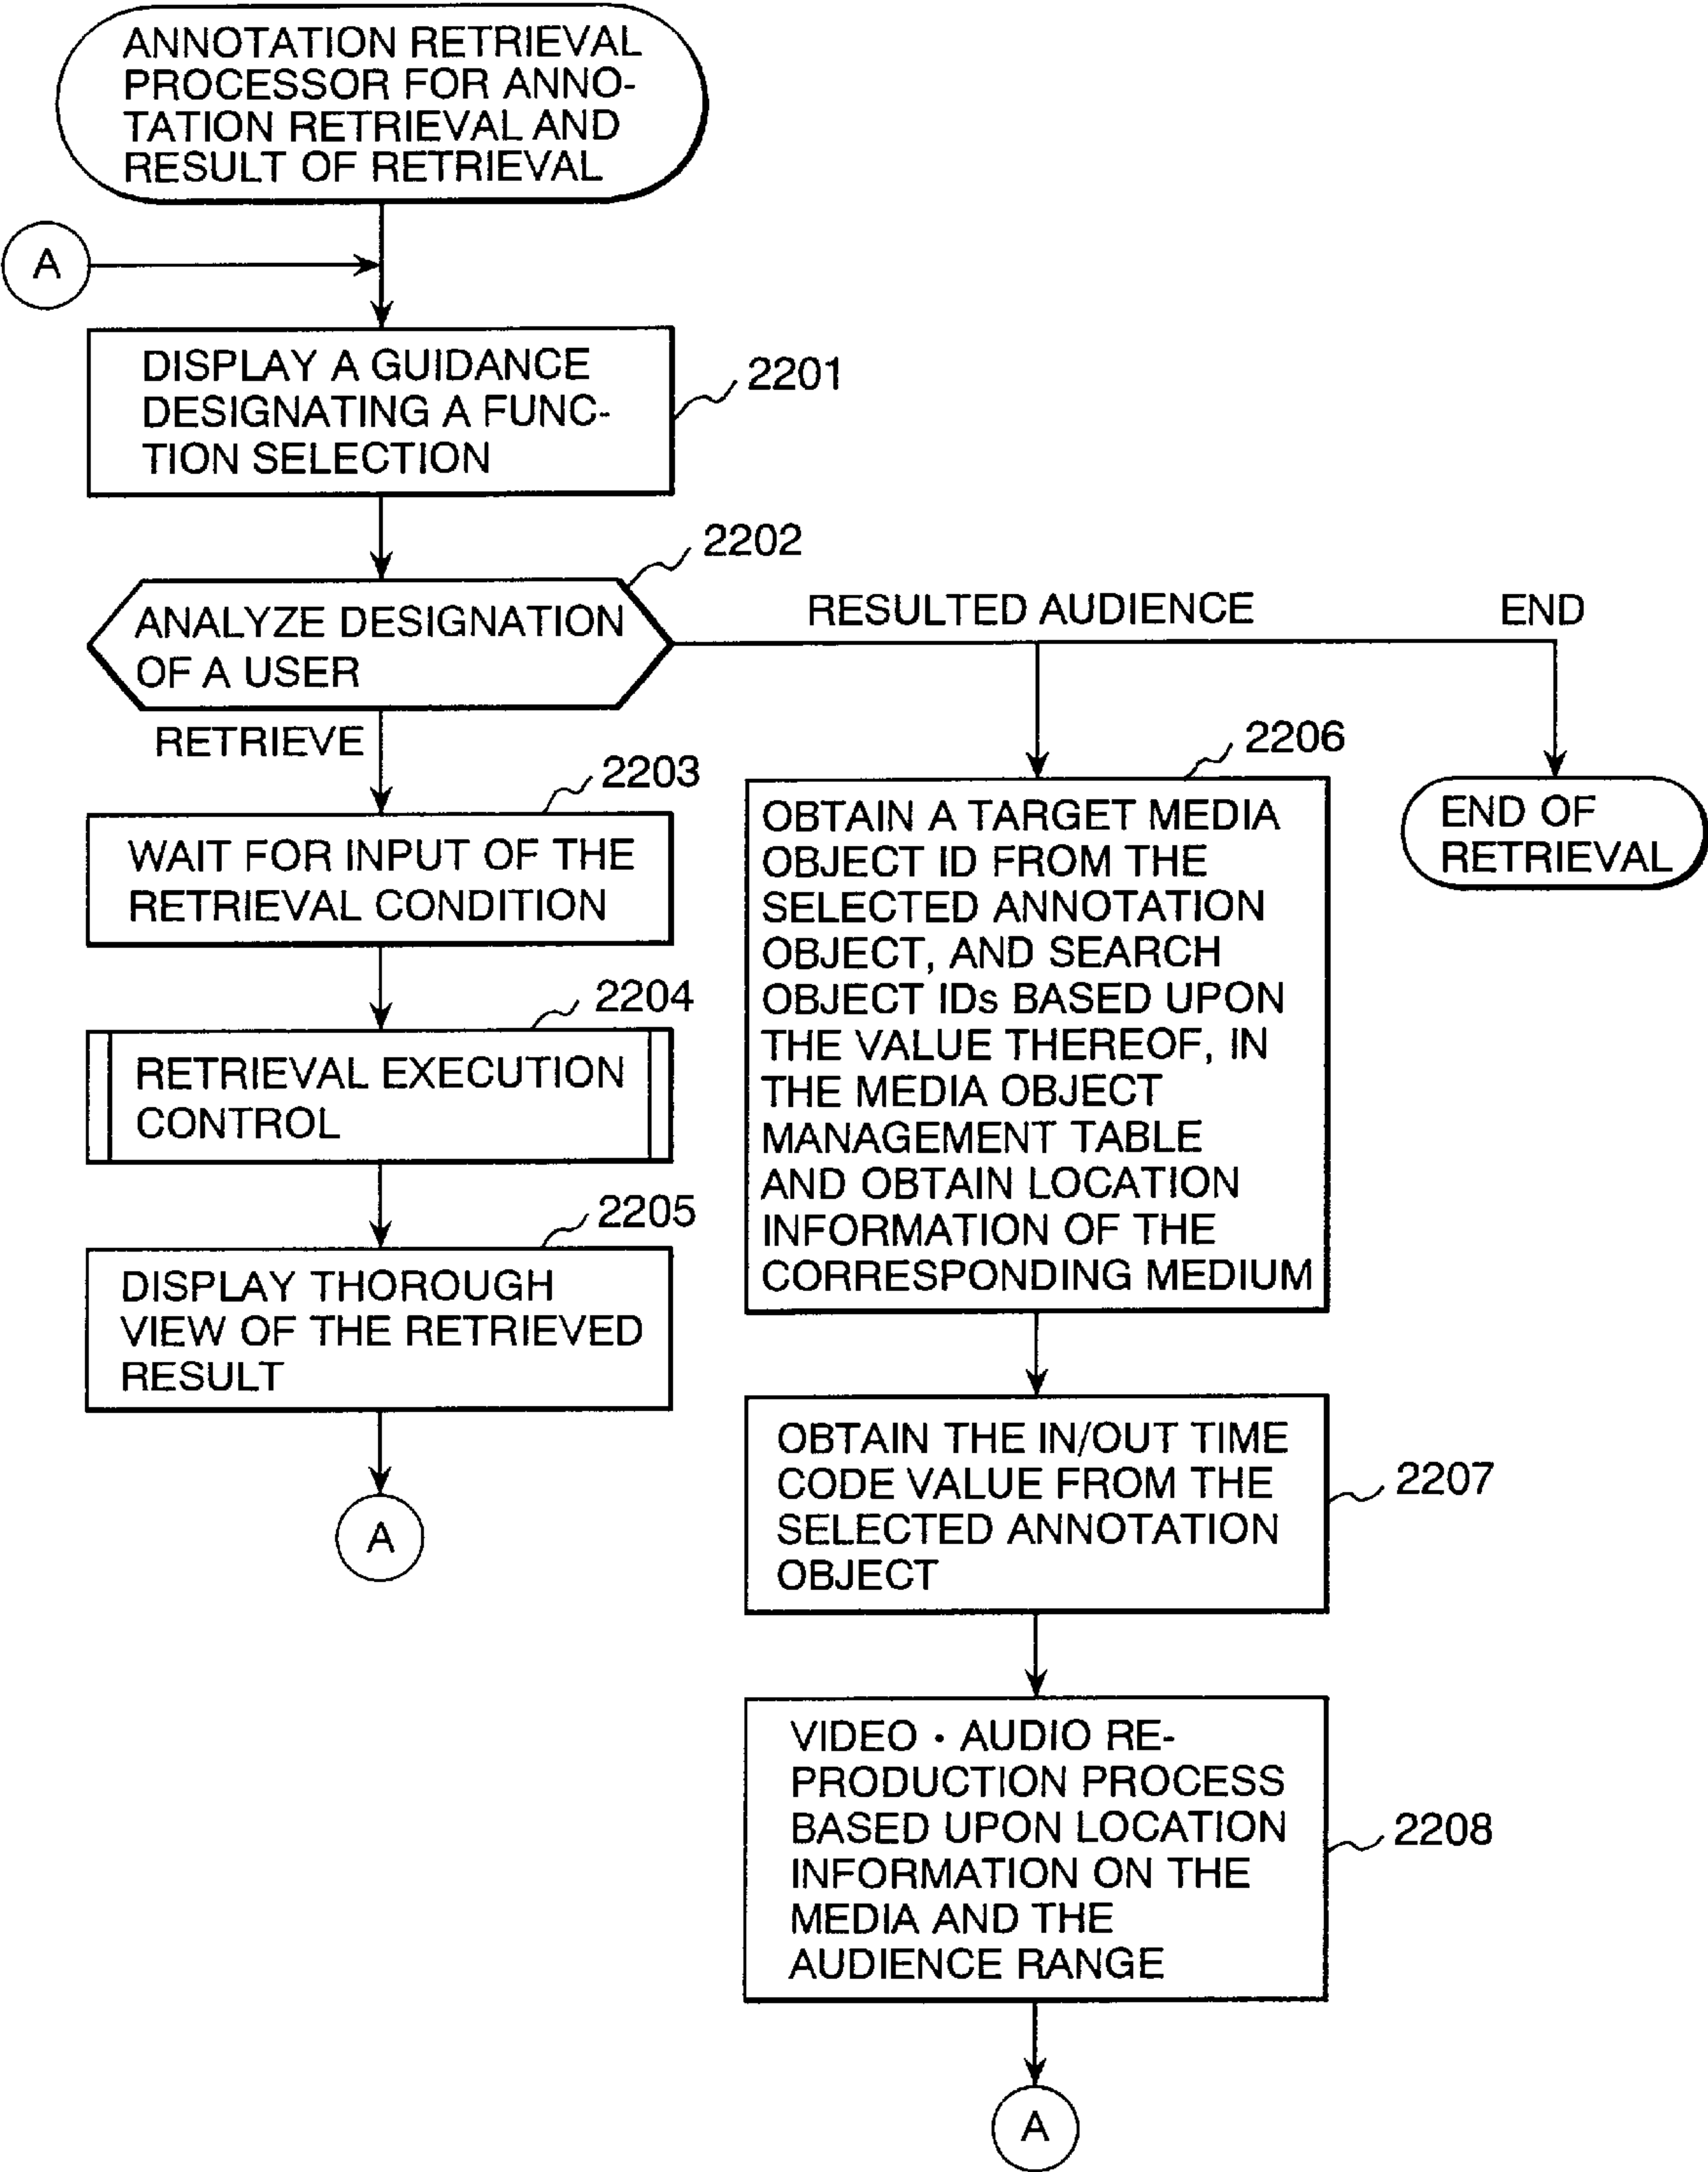 ANNOTATION RETRIEVAL
PROCESSOR FOR ANNO-
TATION RETRIEVAL AND
RESULT OF RETRIEVAL
A
DISPLAY A GUIDANCE
DESIGNATING A FUNC-
TION SELECTION
2201
2202
ANALYZE DESIGNATION
OF A USER
RESULTED AUDIENCE
END
RETRIEVE
2203
WAIT FOR INPUT OF THE
RETRIEVAL CONDITION
2204
RETRIEVAL EXECUTION
CONTROL
2205
DISPLAY THOROUGH
VIEW OF THE RETRIEVED
RESULT
A
2206
OBTAIN A TARGET MEDIA
OBJECT ID FROM THE
SELECTED ANNOTATION
OBJECT, AND SEARCH
OBJECT IDs BASED UPON
THE VALUE THEREOF, IN
THE MEDIA OBJECT
MANAGEMENT TABLE
AND OBTAIN LOCATION
INFORMATION OF THE
CORRESPONDING MEDIUM
END OF
RETRIEVAL
OBTAIN THE IN/OUT TIME
CODE VALUE FROM THE
SELECTED ANNOTATION
OBJECT
2207
VIDEO · AUDIO RE-
PRODUCTION PROCESS
BASED UPON LOCATION
INFORMATION ON THE
MEDIA AND THE
AUDIENCE RANGE
2208
A